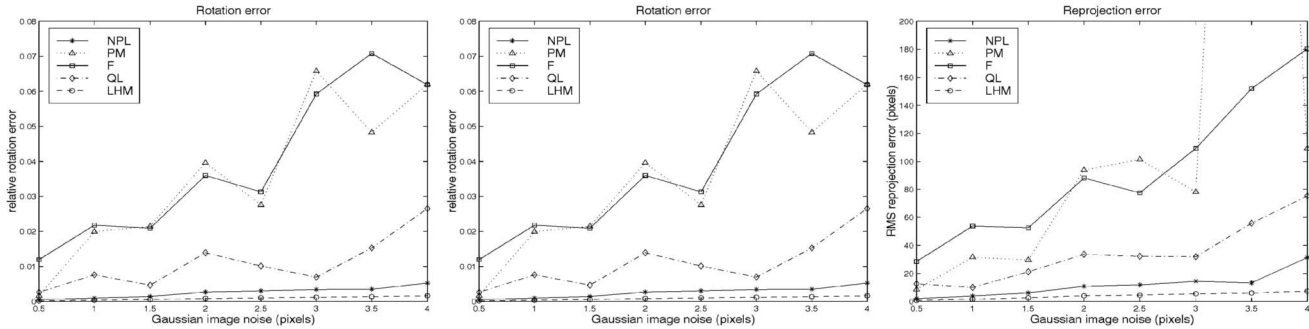 Rotation error
0.08
0.07
0.06
0.05
0.04
0.03
0.02
0.01
0
relative rotation error
NPL
PM
F
QL
LHM
0.5 1 1.5 2 2.5 3 3.5 4
Gaussian image noise (pixels)
Rotation error
0.08
0.07
0.06
0.05
0.04
0.03
0.02
0.01
0
relative rotation error
NPL
PM
F
QL
LHM
0.5 1 1.5 2 2.5 3 3.5 4
Gaussian image noise (pixels)
Reprojection error
200
180
160
140
120
100
80
60
40
20
0
RMS reprojection error (pixels)
NPL
PM
F
QL
LHM
0.5 1 1.5 2 2.5 3 3.5 4
Gaussian image noise (pixels)